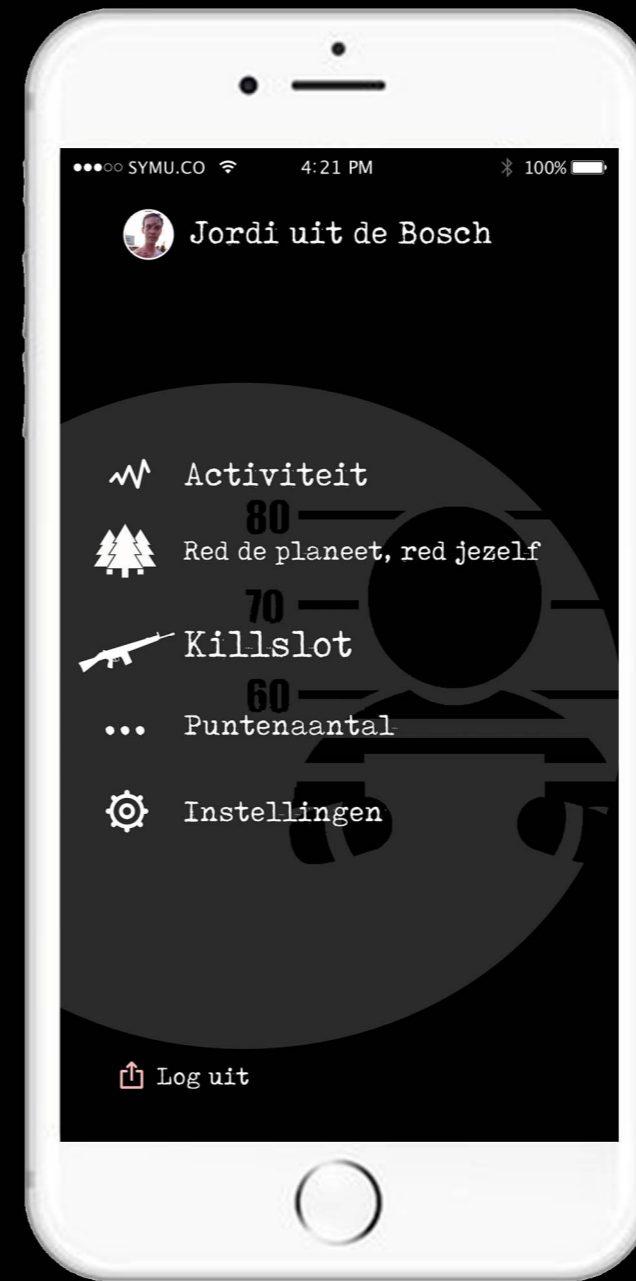 ●●●○○ SYMU.CO 4:21 PM 100%
Jordi uit de Bosch
Activiteit
80
Red de planeet, red jezelf
70
Killslot
60
Puntenaantal
Instellingen
Log uit